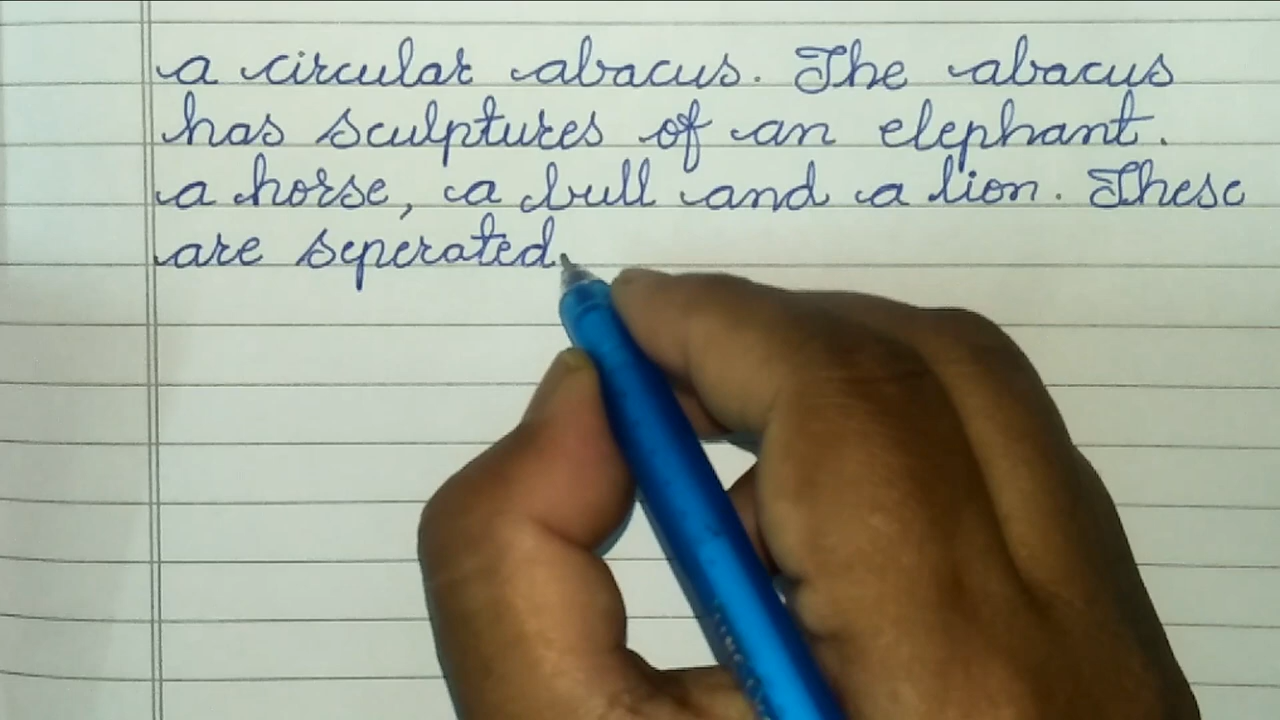 a circular abacus. The abacus
has sculptures of an elephant.
a horse, a bull and a lion. These
are seperated